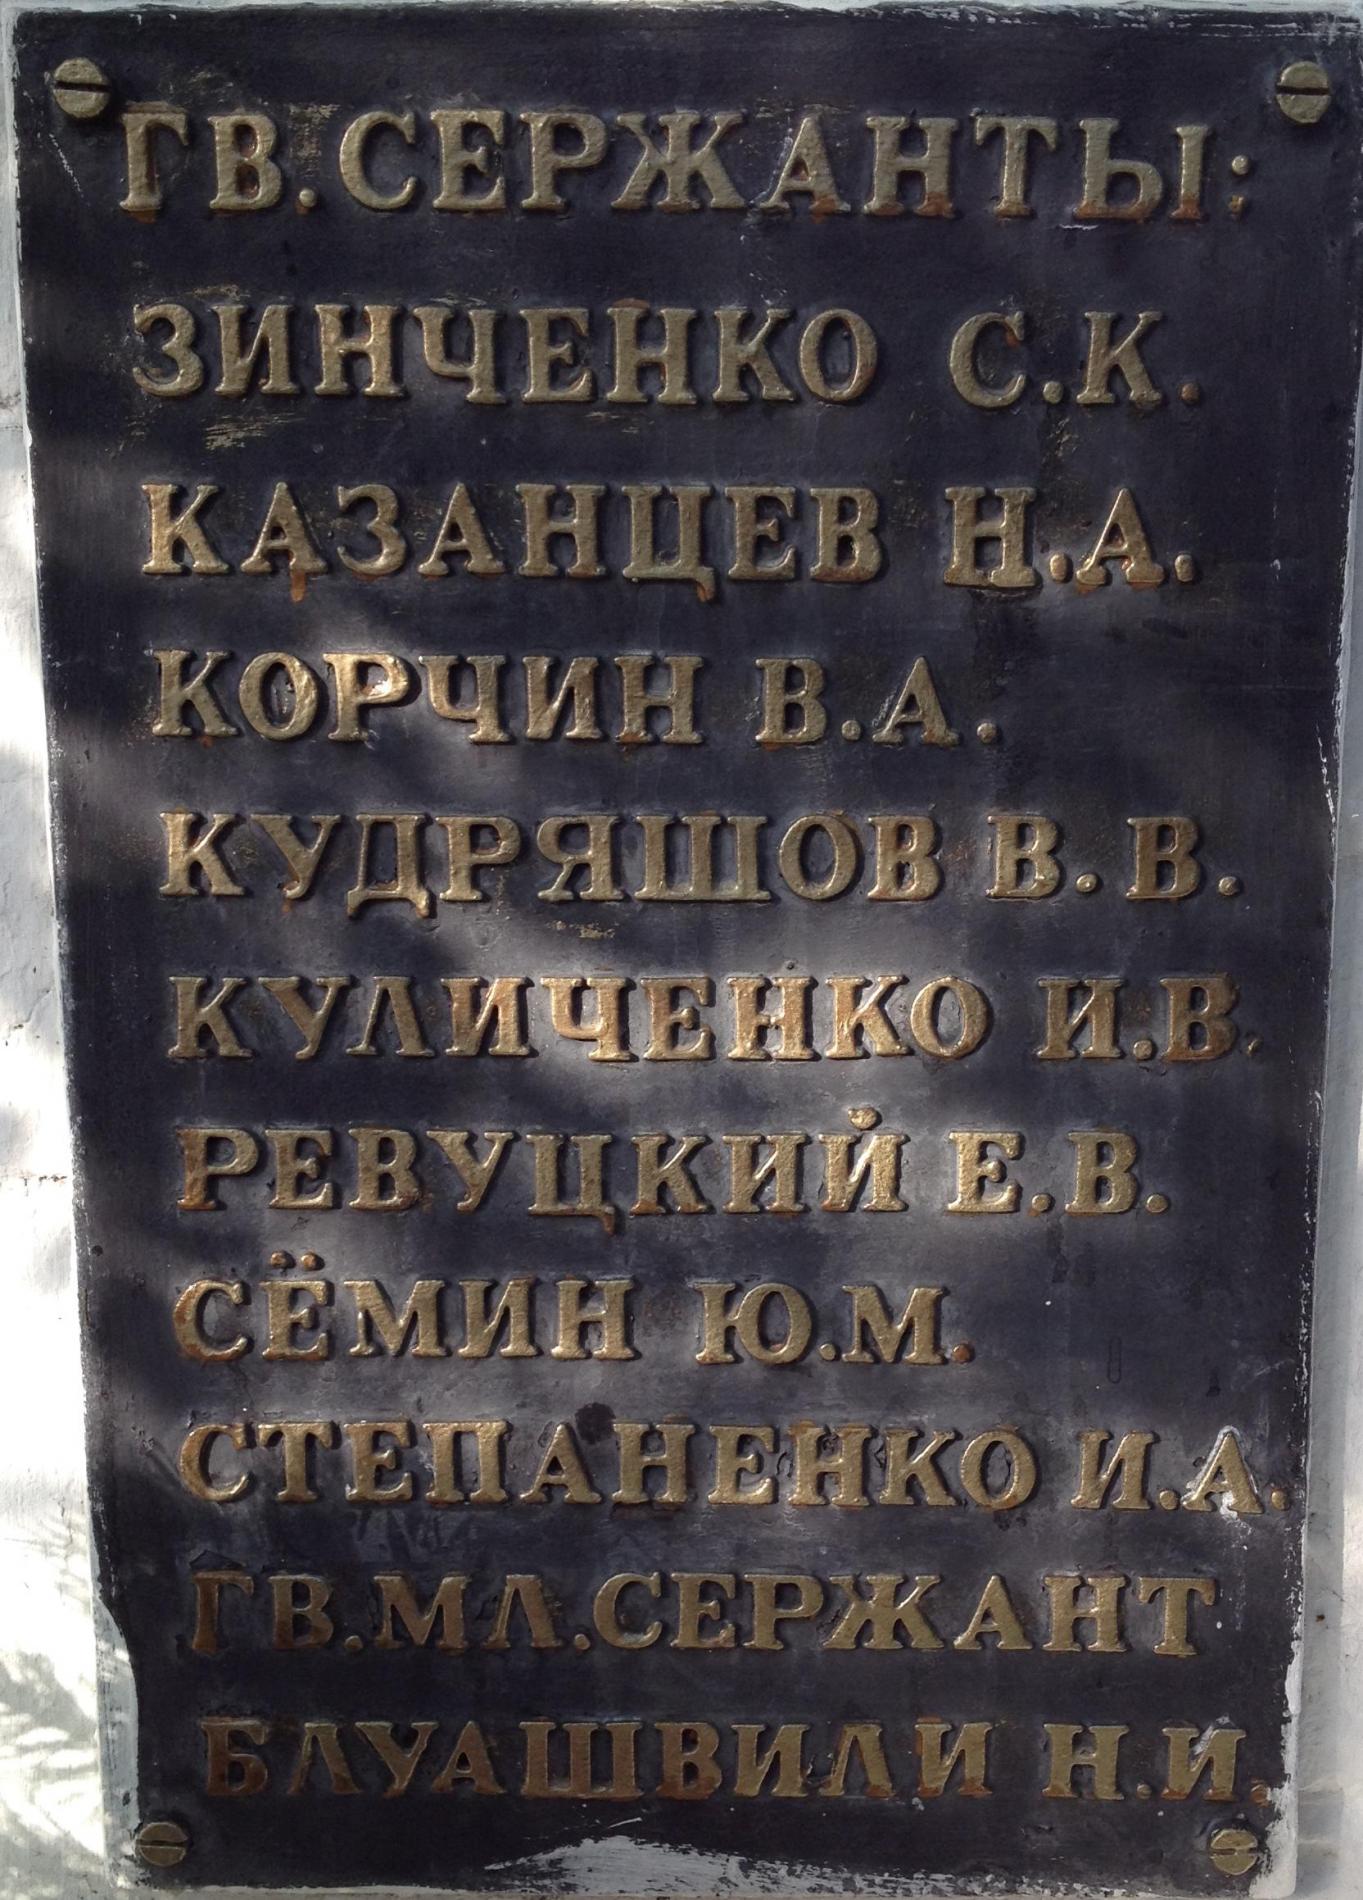 ГВ. СЕРЖАНТЫ:
ЗИНЧЕНКО С.К.
КАЗАНЦЕВ Н.А.
КОРЧИН В.А.
КУДРЯШОВ В.В.
КУЛИЧЕНКО И.В.
РЕВУЦКИЙ Е.В.
СЁМИН Ю.М.
СТЕПАНЕНКО И.А.
ГВ.МЛ.СЕРЖАНТ
БЛУАШВИЛИ Н.И.